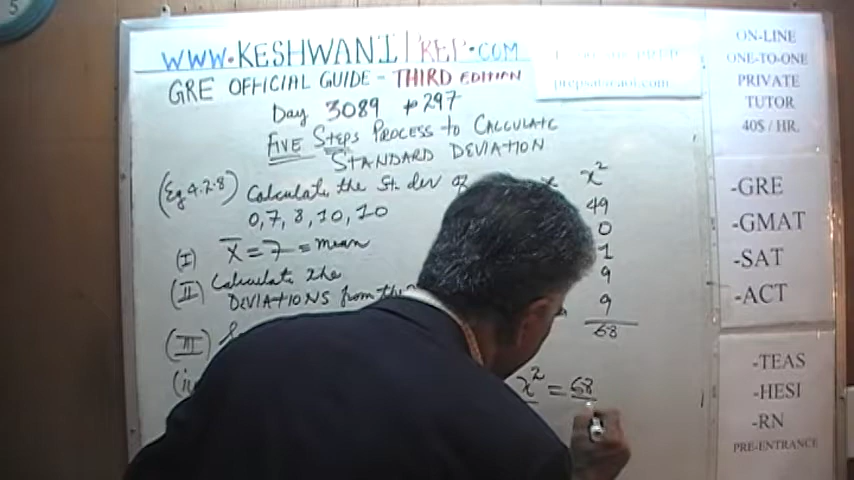 5
WWW.KESHWANI PREP.COM
GRE OFFICIAL GUIDE - THIRD EDITION
Day 3089 p297
FIVE STEPS PROCESS to CALCULATE
STANDARD DEVIATION
(Eg 4.2.8) Calculate the St. dev of
0, 7, 8, 10, 10
(I) X = 7 = mean
(II) Calculate the
DEVIATIONS from the
(III)
x x²
49
0
1
9
9
68
x² = 68
ON-LINE
ONE-TO-ONE
PRIVATE
TUTOR
40$ / HR.
-GRE
-GMAT
-SAT
-ACT
-TEAS
-HESI
-RN
PRE-ENTRANCE